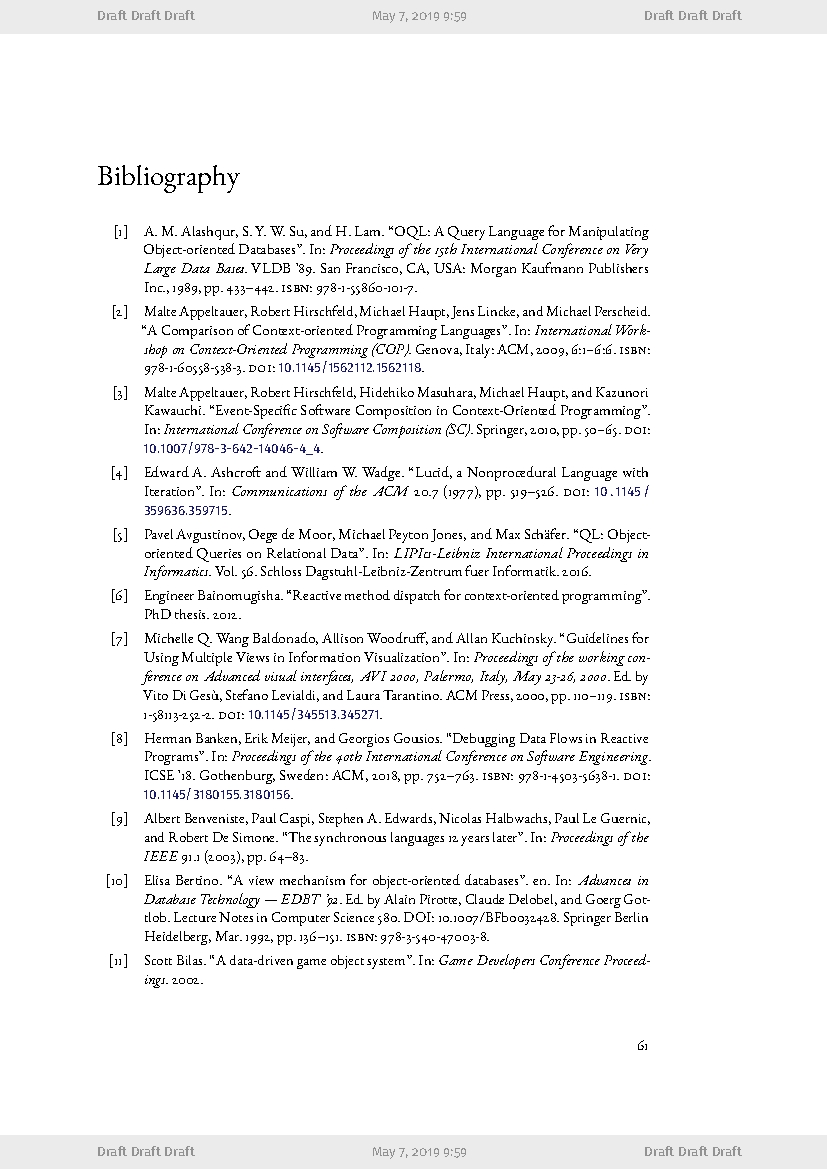 Draft Draft Draft May 7, 2019 9:59 Draft Draft Draft
Bibliography
[1] A. M. Alashqur, S. Y. W. Su, and H. Lam. “OQL: A Query Language for Manipulating
Object-oriented Databases”. In: Proceedings of the 15th International Conference on Very
Large Data Bases. VLDB ’89. San Francisco, CA, USA: Morgan Kaufmann Publishers
Inc., 1989, pp. 433–442. ISBN: 978-1-55860-101-7.
[2] Malte Appeltauer, Robert Hirschfeld, Michael Haupt, Jens Lincke, and Michael Perscheid.
“A Comparison of Context-oriented Programming Languages”. In: International Work-
shop on Context-Oriented Programming (COP). Genova, Italy: ACM, 2009, 6:1–6:6. ISBN:
978-1-60558-538-3. DOI: 10.1145/1562112.1562118.
[3] Malte Appeltauer, Robert Hirschfeld, Hidehiko Masuhara, Michael Haupt, and Kazunori
Kawauchi. “Event-Specific Software Composition in Context-Oriented Programming”.
In: International Conference on Software Composition (SC). Springer, 2010, pp. 50–65. DOI:
10.1007/978-3-642-14046-4_4.
[4] Edward A. Ashcroft and William W. Wadge. “Lucid, a Nonprocedural Language with
Iteration”. In: Communications of the ACM 20.7 (1977), pp. 519–526. DOI: 10.1145/
359636.359715.
[5] Pavel Avgustinov, Oege de Moor, Michael Peyton Jones, and Max Schäfer. “QL: Object-
oriented Queries on Relational Data”. In: LIPIcs-Leibniz International Proceedings in
Informatics. Vol. 56. Schloss Dagstuhl-Leibniz-Zentrum fuer Informatik. 2016.
[6] Engineer Bainomugisha. “Reactive method dispatch for context-oriented programming”.
PhD thesis. 2012.
[7] Michelle Q. Wang Baldonado, Allison Woodruff, and Allan Kuchinsky. “Guidelines for
Using Multiple Views in Information Visualization”. In: Proceedings of the working con-
ference on Advanced visual interfaces, AVI 2000, Palermo, Italy, May 23-26, 2000. Ed. by
Vito Di Gesù, Stefano Levialdi, and Laura Tarantino. ACM Press, 2000, pp. 110–119. ISBN:
1-58113-252-2. DOI: 10.1145/345513.345271.
[8] Herman Banken, Erik Meijer, and Georgios Gousios. “Debugging Data Flows in Reactive
Programs”. In: Proceedings of the 40th International Conference on Software Engineering.
ICSE ’18. Gothenburg, Sweden: ACM, 2018, pp. 752–763. ISBN: 978-1-4503-5638-1. DOI:
10.1145/3180155.3180156.
[9] Albert Benveniste, Paul Caspi, Stephen A. Edwards, Nicolas Halbwachs, Paul Le Guernic,
and Robert De Simone. “The synchronous languages 12 years later”. In: Proceedings of the
IEEE 91.1 (2003), pp. 64–83.
[10] Elisa Bertino. “A view mechanism for object-oriented databases”. en. In: Advances in
Database Technology — EDBT ’92. Ed. by Alain Pirotte, Claude Delobel, and Goerg Got-
tlob. Lecture Notes in Computer Science 580. DOI: 10.1007/BFb0032428. Springer Berlin
Heidelberg, Mar. 1992, pp. 136–151. ISBN: 978-3-540-47003-8.
[11] Scott Bilas. “A data-driven game object system”. In: Game Developers Conference Proceed-
ings. 2002.
61
Draft Draft Draft May 7, 2019 9:59 Draft Draft Draft